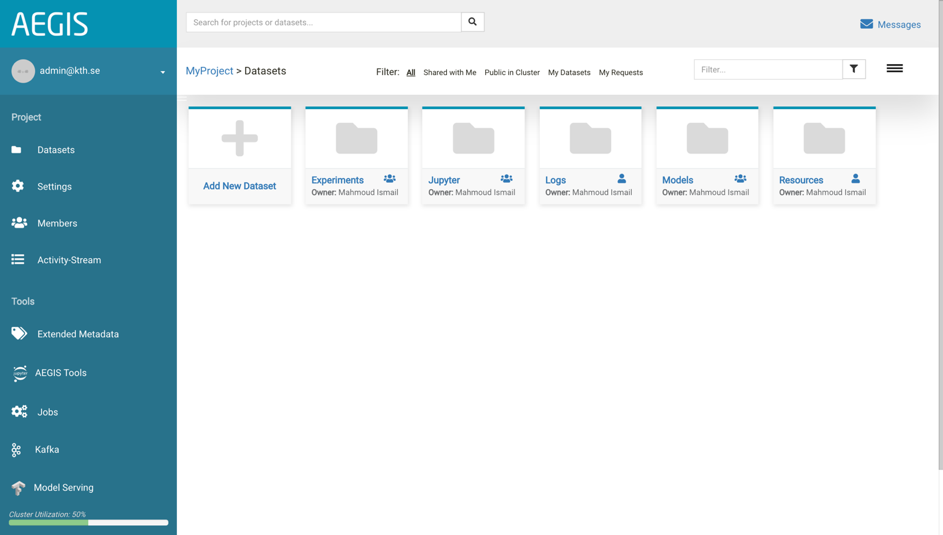 AEGIS
Search for projects or datasets...
Messages
admin@kth.se
MyProject > Datasets
Filter: All Shared with Me Public in Cluster My Datasets My Requests
Filter...
Project
Datasets
Settings
Members
Activity-Stream
Tools
Extended Metadata
AEGIS Tools
Jobs
Kafka
Model Serving
Cluster Utilization: 50%
Add New Dataset
Experiments
Owner: Mahmoud Ismail
Jupyter
Owner: Mahmoud Ismail
Logs
Owner: Mahmoud Ismail
Models
Owner: Mahmoud Ismail
Resources
Owner: Mahmoud Ismail